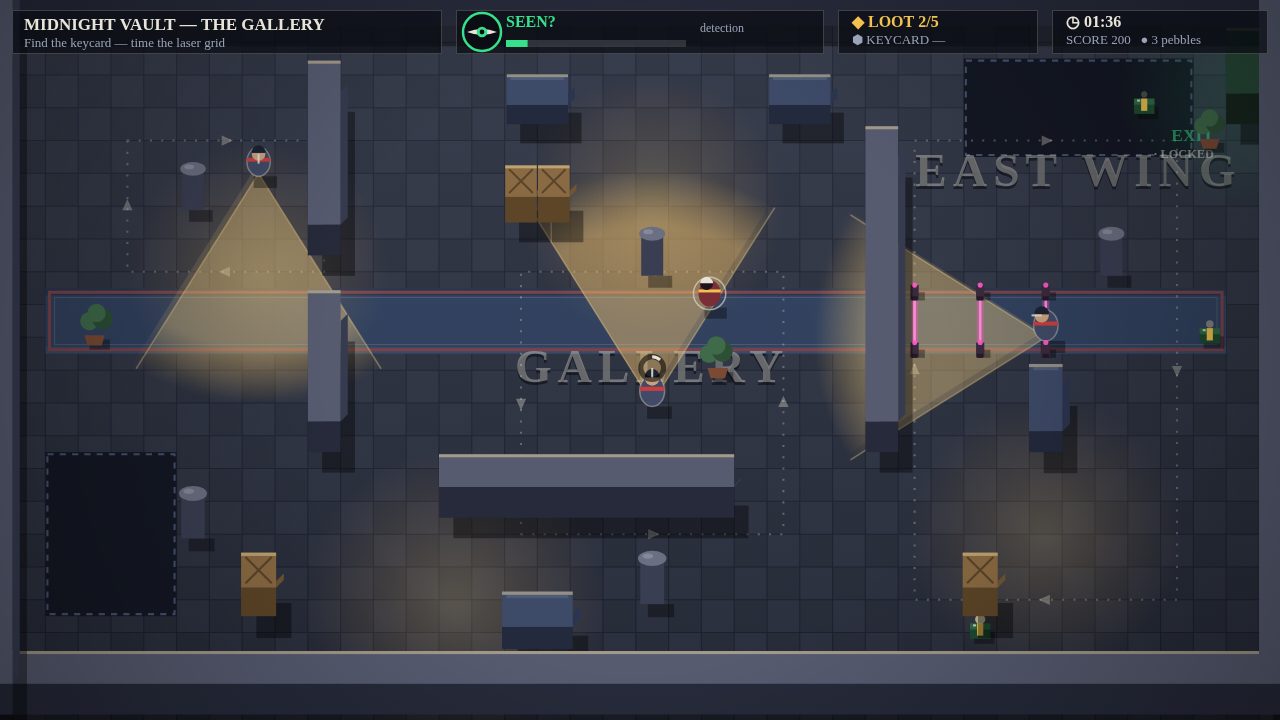 MIDNIGHT VAULT — THE GALLERY
Find the keycard — time the laser grid
SEEN?
detection
◆ LOOT 2/5
⬢ KEYCARD —
◷ 01:36
SCORE 200 ● 3 pebbles
EXIT
LOCKED
EAST WING
GALLERY